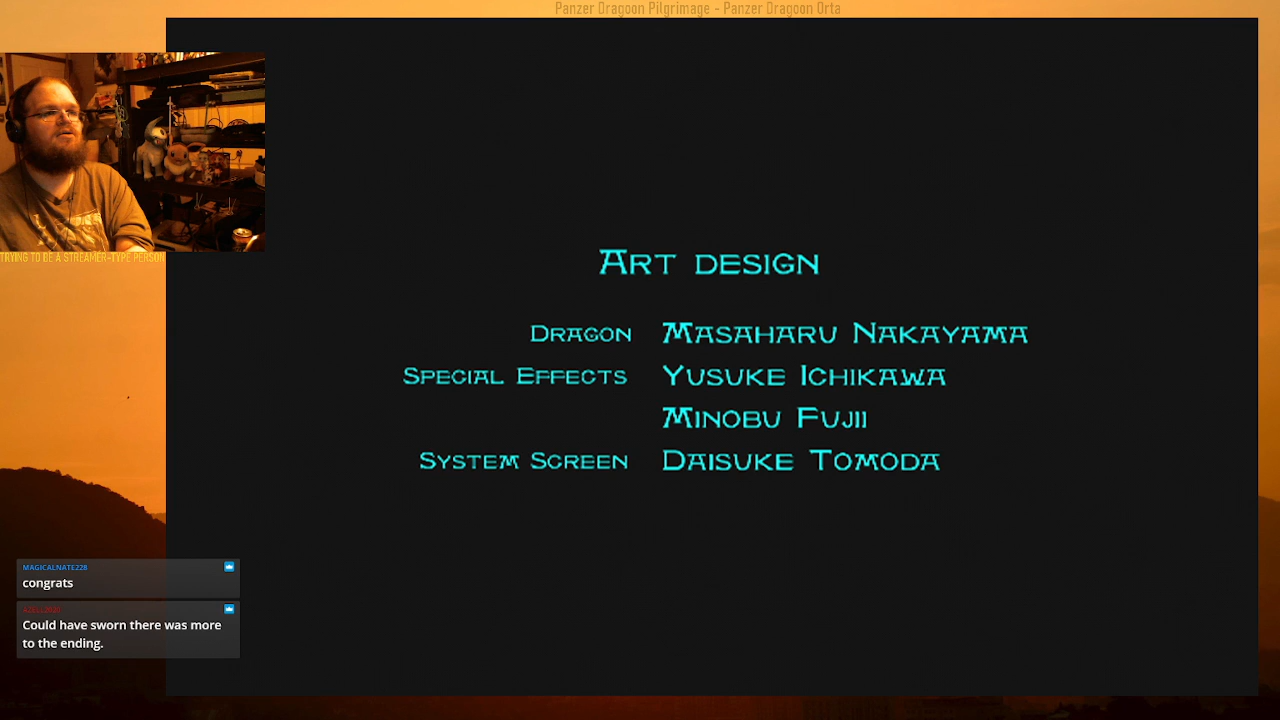 Panzer Dragoon Pilgrimage - Panzer Dragoon Orta
TRYING TO BE A STREAMER-TYPE PERSON
Art design
Dragon Masaharu Nakayama
Special Effects Yusuke Ichikawa
Minobu Fujii
System Screen Daisuke Tomoda
MAGICALNATE228
congrats
Could have sworn there was more
to the ending.